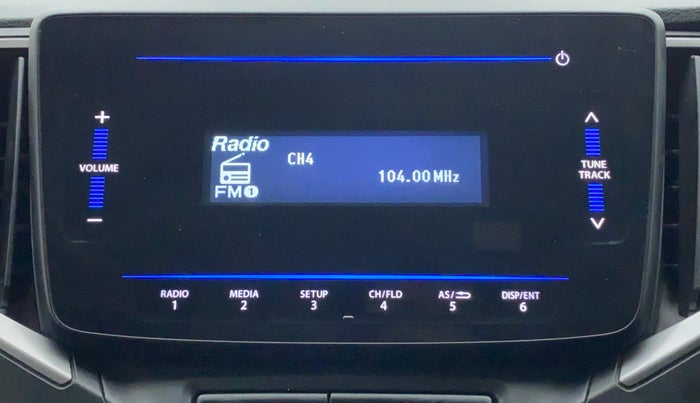 +
VOLUME
−
Radio
CH4
104.00 MHz
FM1
TUNE
TRACK
RADIO MEDIA SETUP CH/FLD AS/ DISP/ENT
1 2 3 4 5 6